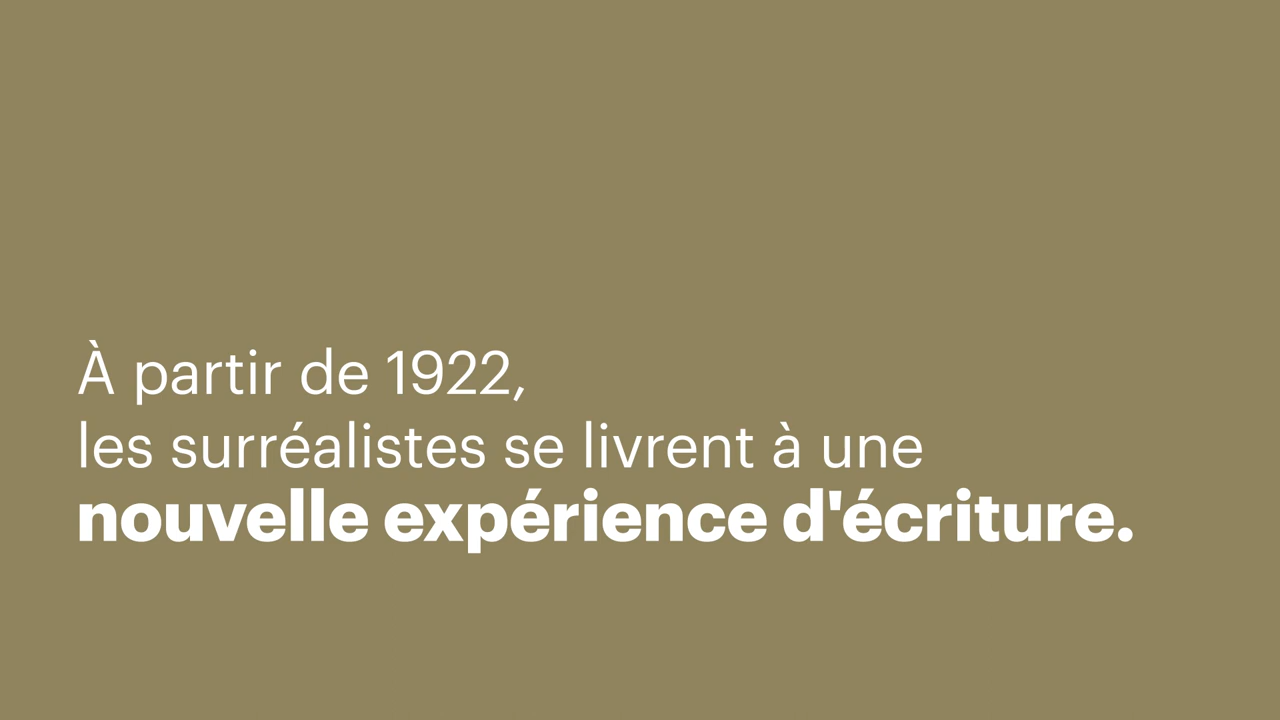 À partir de 1922,
les surréalistes se livrent à une
nouvelle expérience d'écriture.